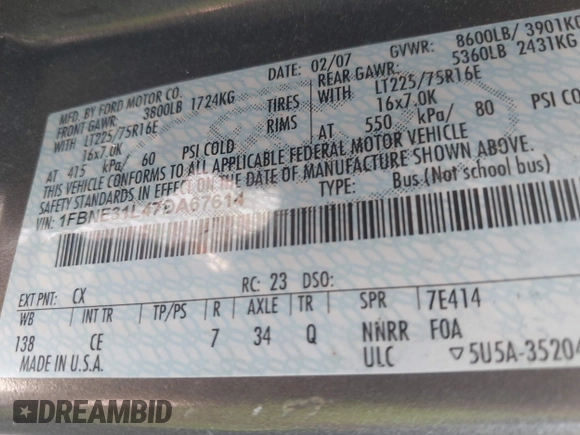 MFD. BY FORD MOTOR CO.
DATE: 02/07
GVWR: 8600LB/ 3901KG
FRONT GAWR: 3800LB 1724KG
REAR GAWR: 5360LB 2431KG
WITH LT225/75R16E TIRES WITH LT225/75R16E
16x7.0K RIMS 16x7.0K
AT 415 kPa/ 60 PSI COLD AT 550 kPa/ 80 PSI CO
THIS VEHICLE CONFORMS TO ALL APPLICABLE FEDERAL MOTOR VEHICLE
SAFETY STANDARDS IN EFFECT ON THE DATE OF MANUFACTURE SHOWN ABOVE.
VIN: 1FBNE31L47DA67614
TYPE: Bus (Not school bus)
EXT PNT: CX RC: 23 DSO:
WB INT TR TP/PS R AXLE TR SPR 7E414
138 CE 7 34 Q NNRR FOA
MADE IN U.S.A. ULC ▽5U5A-35204
DREAMBID